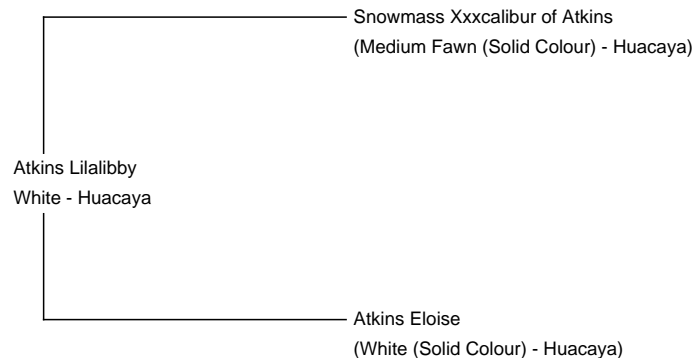 Snowmass Xxxcalibur of Atkins
(Medium Fawn (Solid Colour) - Huacaya)
Atkins Lilalibby
White - Huacaya
Atkins Eloise
(White (Solid Colour) - Huacaya)